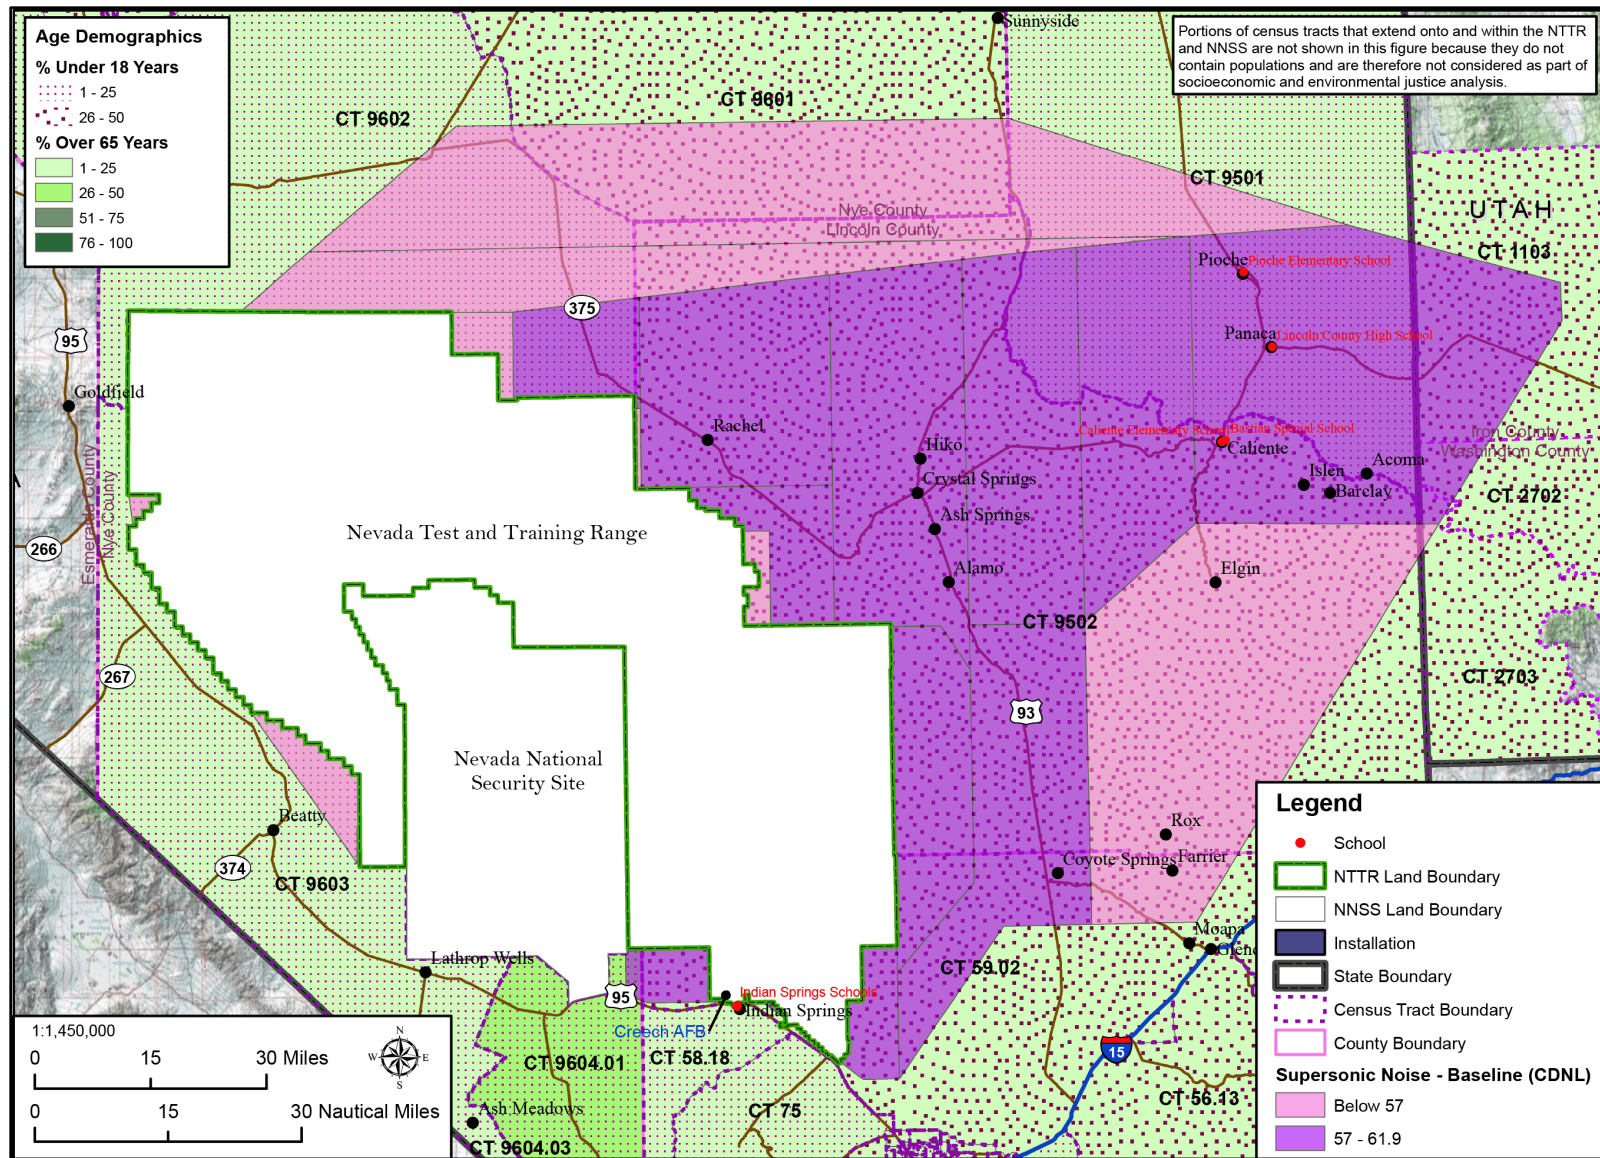 Age Demographics
% Under 18 Years
1 - 25
26 - 50
% Over 65 Years
1 - 25
26 - 50
51 - 75
76 - 100
Portions of census tracts that extend onto and within the NTTR
and NNSS are not shown in this figure because they do not
contain populations and are therefore not considered as part of
socioeconomic and environmental justice analysis.
Sunnyside
CT 9601
CT 9602
CT 9501
UTAH
CT 1103
Nye County
Lincoln County
Pioche
Pioche Elementary School
375
95
Panaca
Lincoln County High School
Goldfield
Rachel
Hiko
Caliente Elementary School
Bastian Special School
Caliente
Iron County
Washington County
Crystal Springs
Islen
Acoma
Barclay
CT 2702
Ash Springs
Nevada Test and Training Range
266
Esmeralda County
Nye County
Alamo
Elgin
CT 9502
267
CT 2703
93
Nevada National
Security Site
Beatty
374
CT 9603
Rox
Coyote Springs
Farrier
Moapa
Lathrop Wells
CT 59.02
95
Indian Springs Schools
Indian Springs
Creech AFB
CT 9604.01
CT 58.18
15
CT 75
CT 56.13
Ash Meadows
CT 9604.03
1:1,450,000
0 15 30 Miles
0 15 30 Nautical Miles
N
W E
S
Legend
School
NTTR Land Boundary
NNSS Land Boundary
Installation
State Boundary
Census Tract Boundary
County Boundary
Supersonic Noise - Baseline (CDNL)
Below 57
57 - 61.9